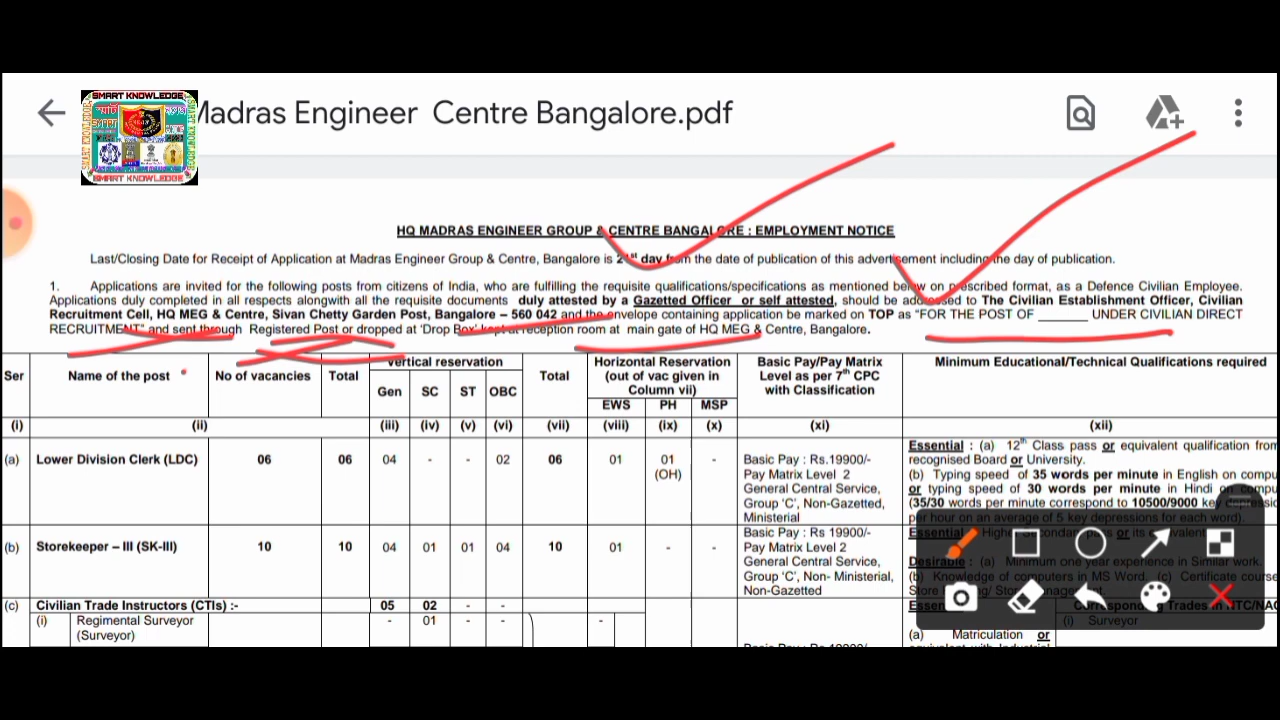 SMART KNOWLEDGE
Madras Engineer Centre Bangalore.pdf
SMART KNOWLEDGE
HQ MADRAS ENGINEER GROUP & CENTRE BANGALORE : EMPLOYMENT NOTICE
Last/Closing Date for Receipt of Application at Madras Engineer Group & Centre, Bangalore is 21st day from the date of publication of this advertisement including the day of publication.
1. Applications are invited for the following posts from citizens of India, who are fulfilling the requisite qualifications/specifications as mentioned below on prescribed format, as a Defence Civilian Employee.
Applications duly completed in all respects alongwith all the requisite documents duly attested by a Gazetted Officer or self attested, should be addressed to The Civilian Establishment Officer, Civilian
Recruitment Cell, HQ MEG & Centre, Sivan Chetty Garden Post, Bangalore – 560 042 and the envelope containing application be marked on TOP as "FOR THE POST OF _______ UNDER CIVILIAN DIRECT
RECRUITMENT" and sent through Registered Post or dropped at 'Drop Box' kept at reception room at main gate of HQ MEG & Centre, Bangalore.
Ser Name of the post No of vacancies Total vertical reservation Total Horizontal Reservation (out of vac given in Column vii) Basic Pay/Pay Matrix Level as per 7th CPC with Classification Minimum Educational/Technical Qualifications required
Gen SC ST OBC EWS PH MSP
(i) (ii) (iii) (iv) (v) (vi) (vii) (viii) (ix) (x) (xi) (xii)
(a) Lower Division Clerk (LDC) 06 06 04 - - 02 06 01 01 (OH) -
Basic Pay : Rs.19900/-
Pay Matrix Level 2
General Central Service,
Group 'C', Non-Gazetted,
Ministerial
Essential : (a) 12th Class pass or equivalent qualification from
recognised Board or University.
(b) Typing speed of 35 words per minute in English on
or typing speed of 30 words per minute in Hindi on
(35/30 words per minute correspond to 10500/9000 key
per hour on an average of 5 key depressions for each word).
(b) Storekeeper – III (SK-III) 10 10 04 01 01 04 10 01 - -
Basic Pay : Rs 19900/-
Pay Matrix Level 2
General Central Service,
Group 'C', Non- Ministerial,
Non-Gazetted
Essential : Higher Secondary pass or its equivalent
Desirable : (a) Minimum one year experience in Similar work.
(b) Knowledge of computers in MS Word. (c) Certificate course
(c) Civilian Trade Instructors (CTIs) :- 05 02 - -
(i) Regimental Surveyor - 01 -
(Surveyor)
(i) Surveyor
(a) Matriculation or